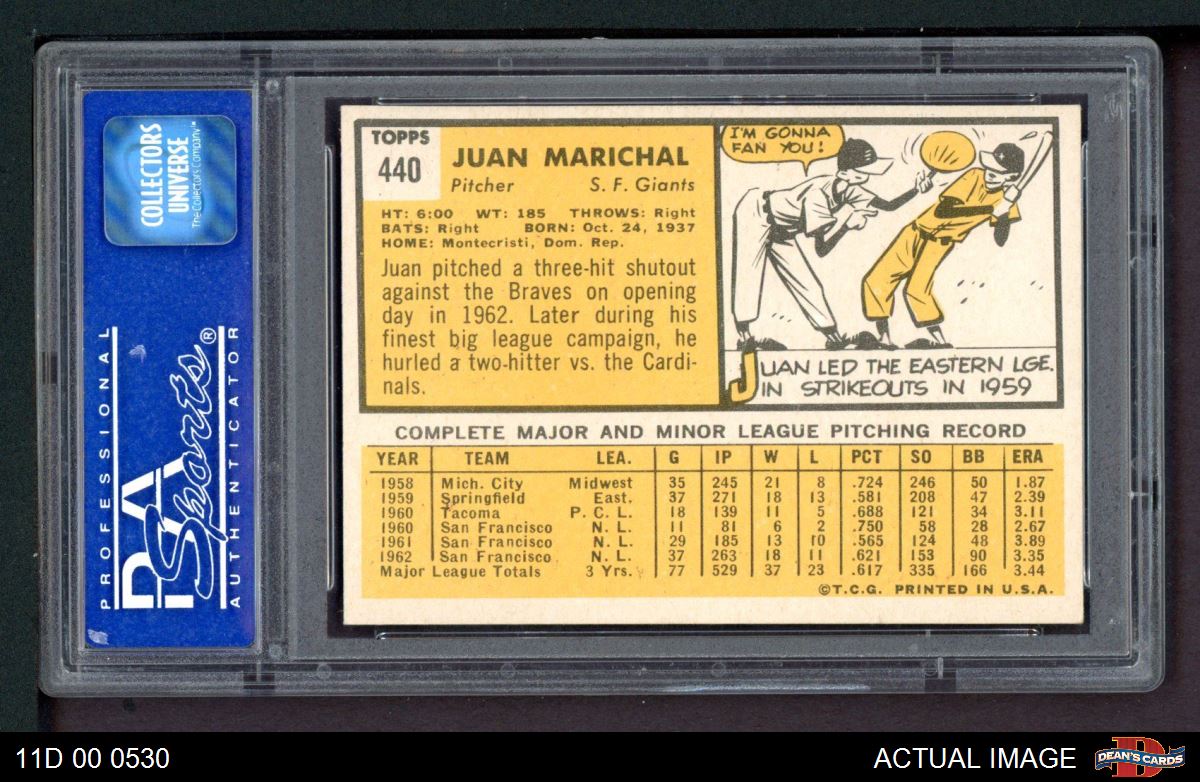 COLLECTORS
UNIVERSE
The Collectors Company™
PROFESSIONAL
PSA
Sports®
AUTHENTICATOR
TOPPS
440
JUAN MARICHAL
Pitcher S. F. Giants
HT: 6:00 WT: 185 THROWS: Right
BATS: Right BORN: Oct. 24, 1937
HOME: Montecristi, Dom. Rep.
Juan pitched a three-hit shutout
against the Braves on opening
day in 1962. Later during his
finest big league campaign, he
hurled a two-hitter vs. the Cardi-
nals.
I'M GONNA
FAN YOU!
JUAN LED THE EASTERN LGE.
IN STRIKEOUTS IN 1959
COMPLETE MAJOR AND MINOR LEAGUE PITCHING RECORD
YEAR TEAM LEA. G IP W L PCT SO BB ERA
1958 Mich. City Midwest 35 245 21 8 .724 246 50 1.87
1959 Springfield East. 37 271 18 13 .581 208 47 2.39
1960 Tacoma P. C. L. 18 139 11 5 .688 121 34 3.11
1960 San Francisco N. L. 11 81 6 2 .750 58 28 2.67
1961 San Francisco N. L. 29 185 13 10 .565 124 48 3.89
1962 San Francisco N. L. 37 263 18 11 .621 153 90 3.35
Major League Totals 3 Yrs. 77 529 37 23 .617 335 166 3.44
©T.C.G. PRINTED IN U.S.A.
11D 00 0530
ACTUAL IMAGE
D
DEAN'S CARDS